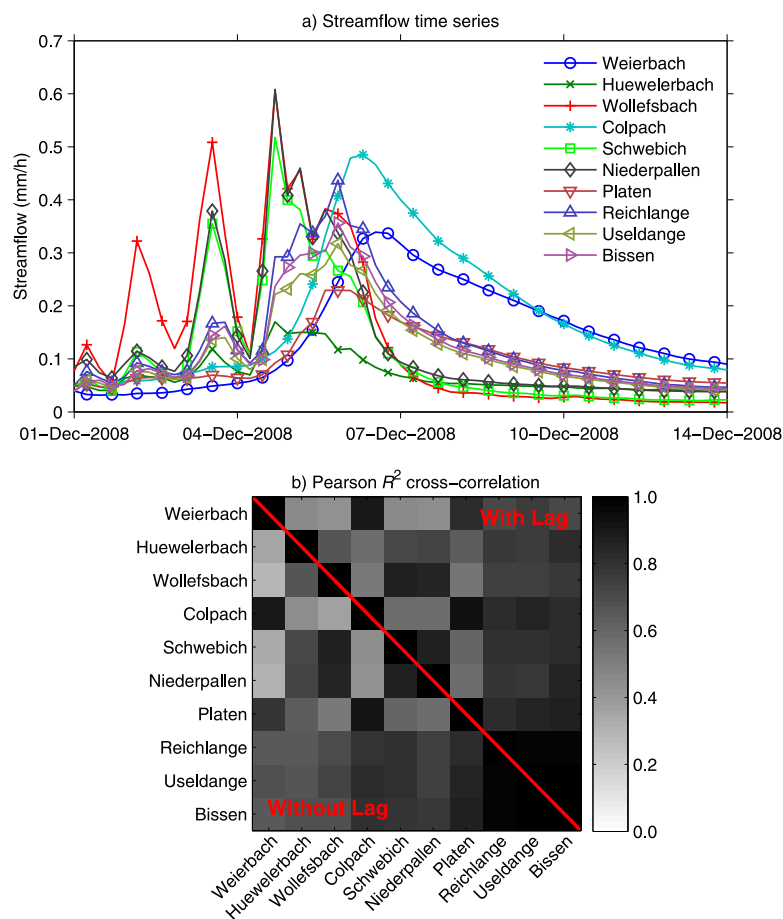 a) Streamflow time series
0.7
0.6
0.5
0.4
0.3
0.2
0.1
0
Streamflow (mm/h)
Weierbach
Huewelerbach
Wollefsbach
Colpach
Schwebich
Niederpallen
Platen
Reichlange
Useldange
Bissen
01−Dec−2008 04−Dec−2008 07−Dec−2008 10−Dec−2008 14−Dec−2008
b) Pearson R² cross−correlation
Weierbach
Huewelerbach
Wollefsbach
Colpach
Schwebich
Niederpallen
Platen
Reichlange
Useldange
Bissen
With Lag
Without Lag
1.0
0.8
0.6
0.4
0.2
0.0
Weierbach
Huewelerbach
Wollefsbach
Colpach
Schwebich
Niederpallen
Platen
Reichlange
Useldange
Bissen